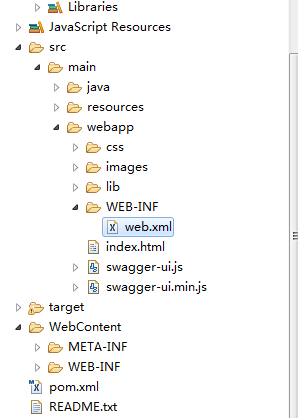 Libraries
JavaScript Resources
src
main
java
resources
webapp
css
images
lib
WEB-INF
web.xml
index.html
swagger-ui.js
swagger-ui.min.js
target
WebContent
META-INF
WEB-INF
pom.xml
README.txt